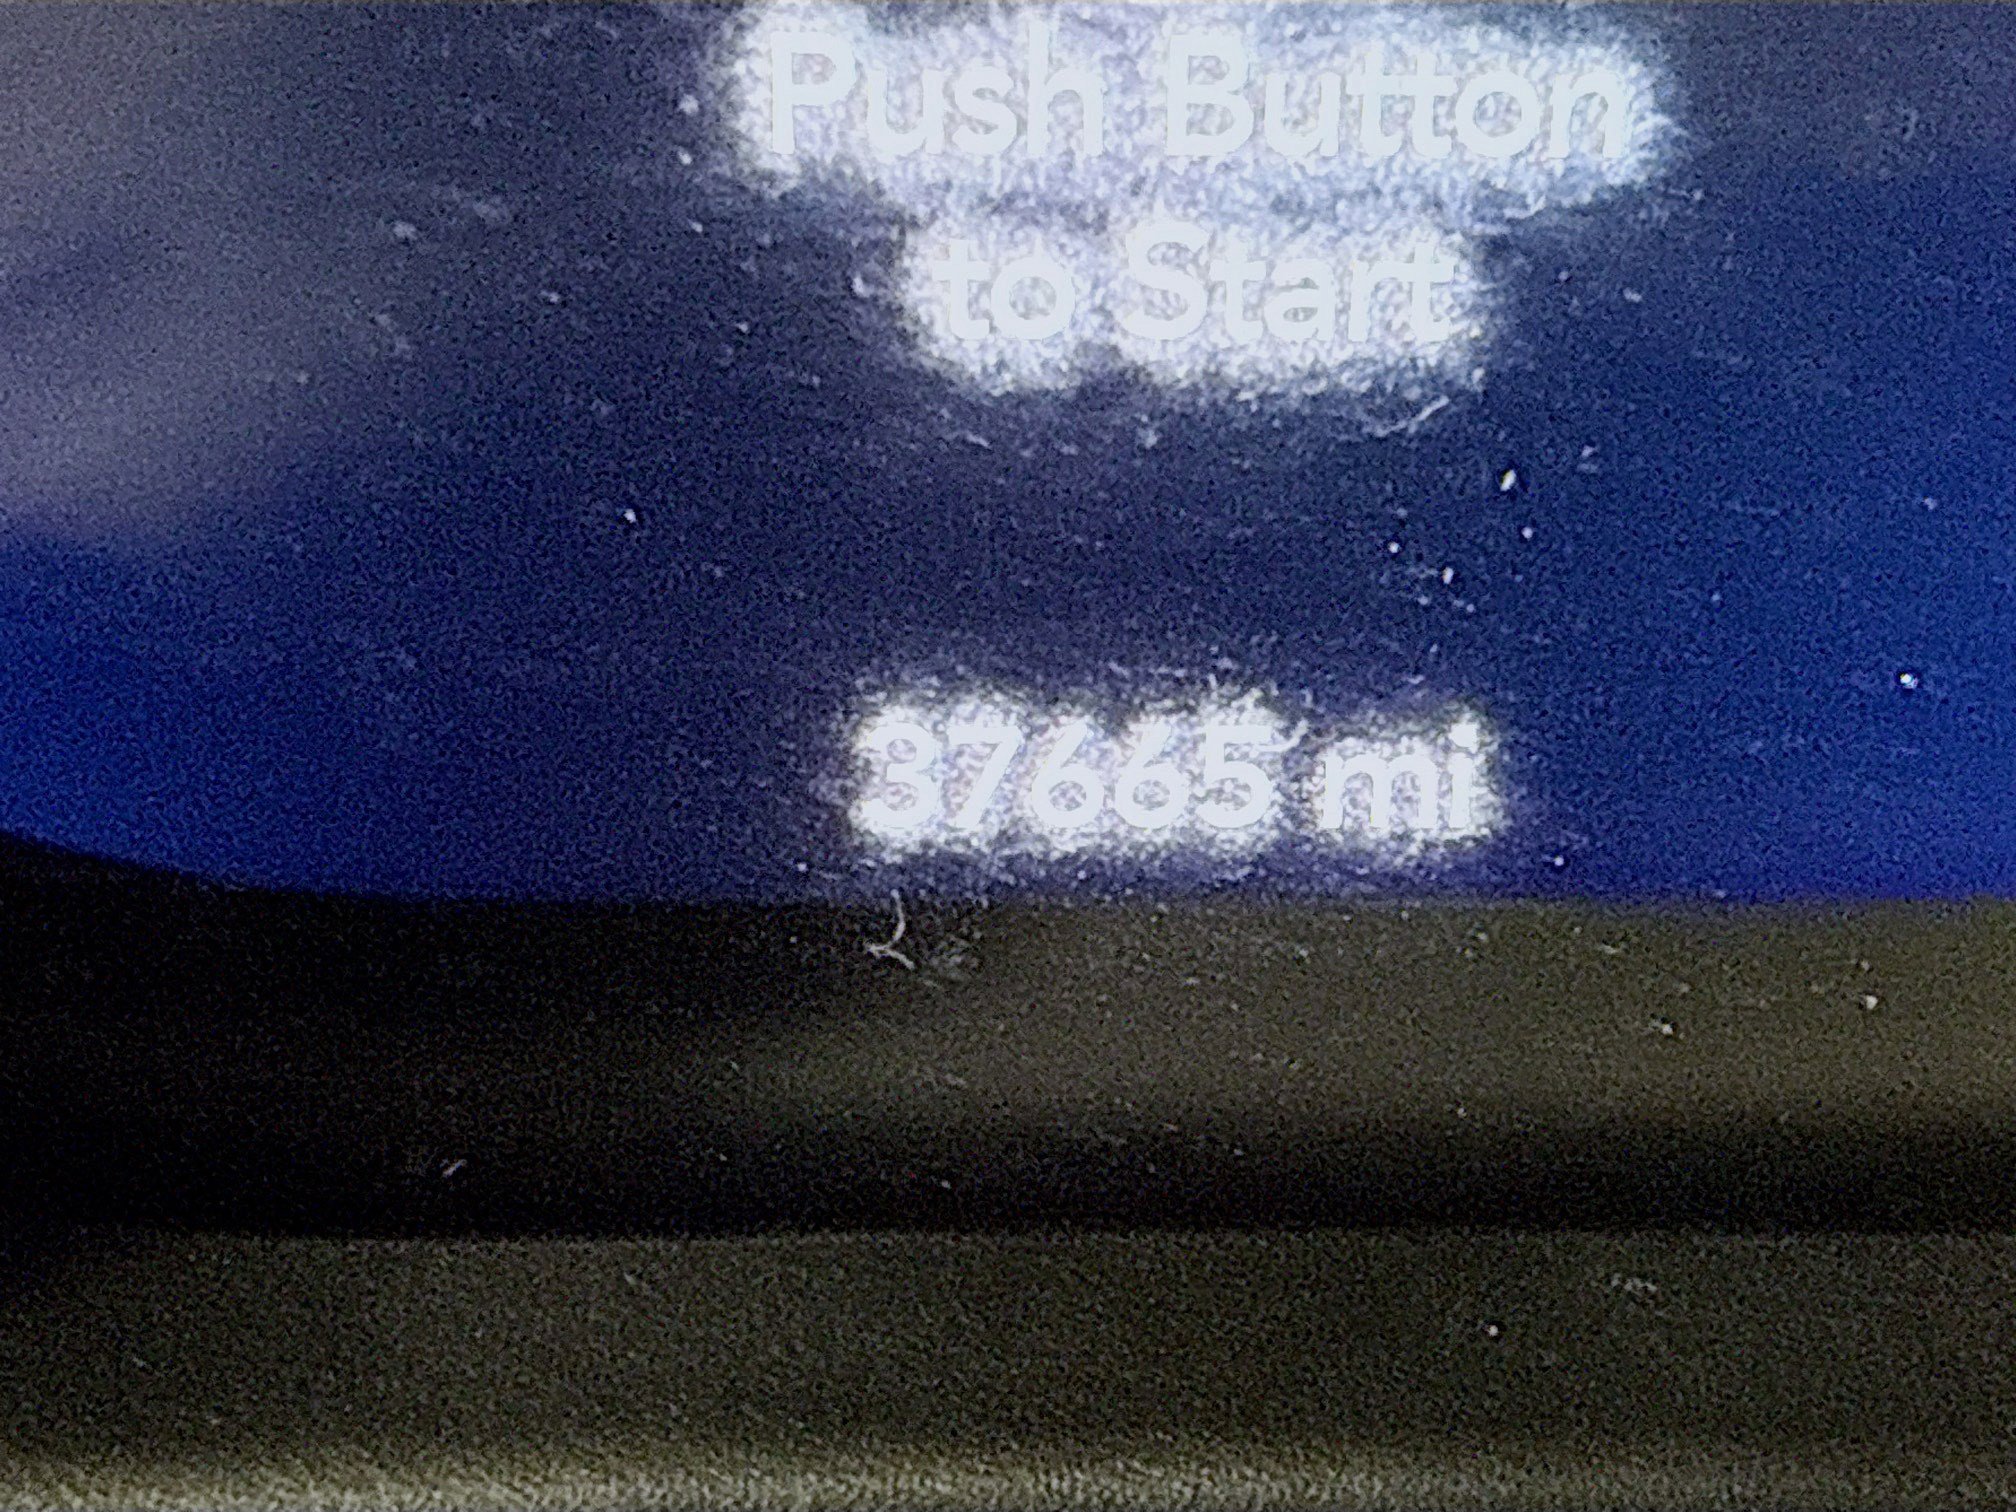 Push Button
to Start
37665 mi